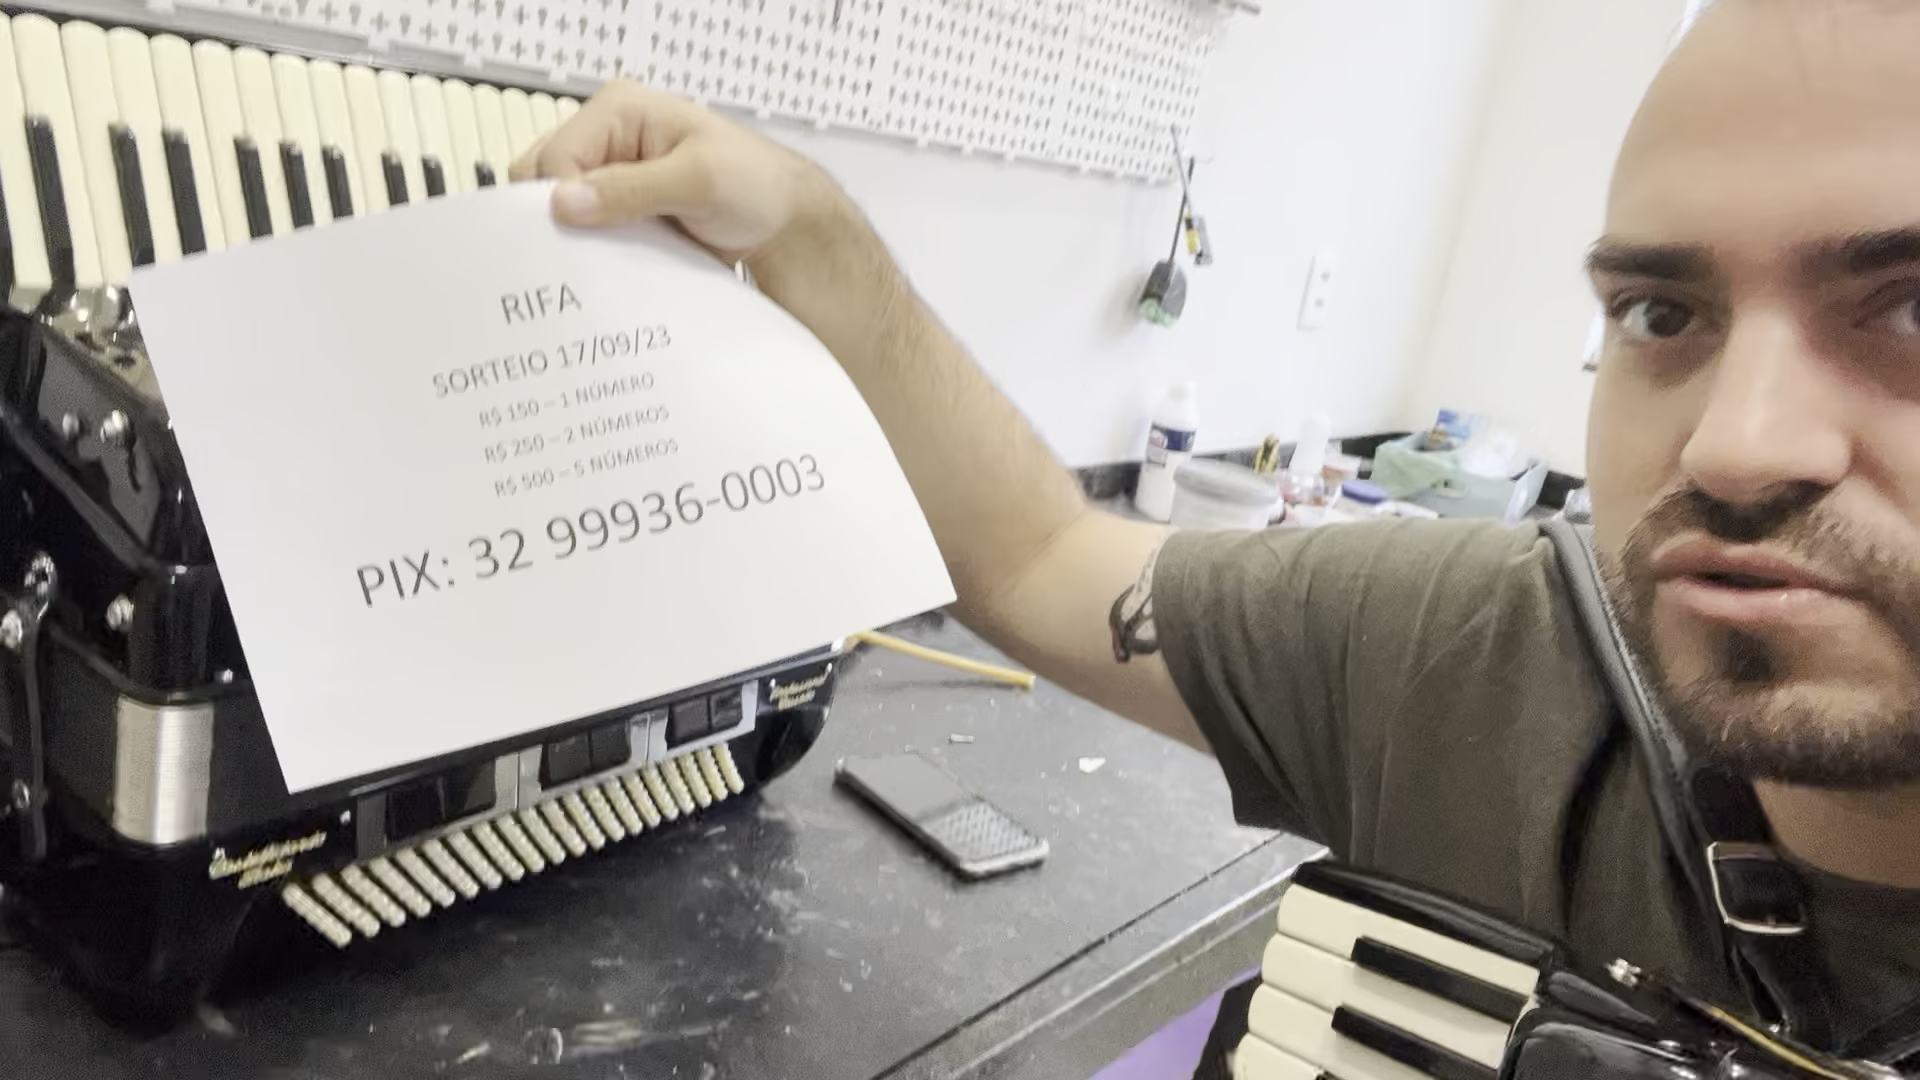 RIFA
SORTEIO 17/09/23
R$ 150 – 1 NÚMERO
R$ 250 – 2 NÚMEROS
R$ 500 – 5 NÚMEROS
PIX: 32 99936-0003